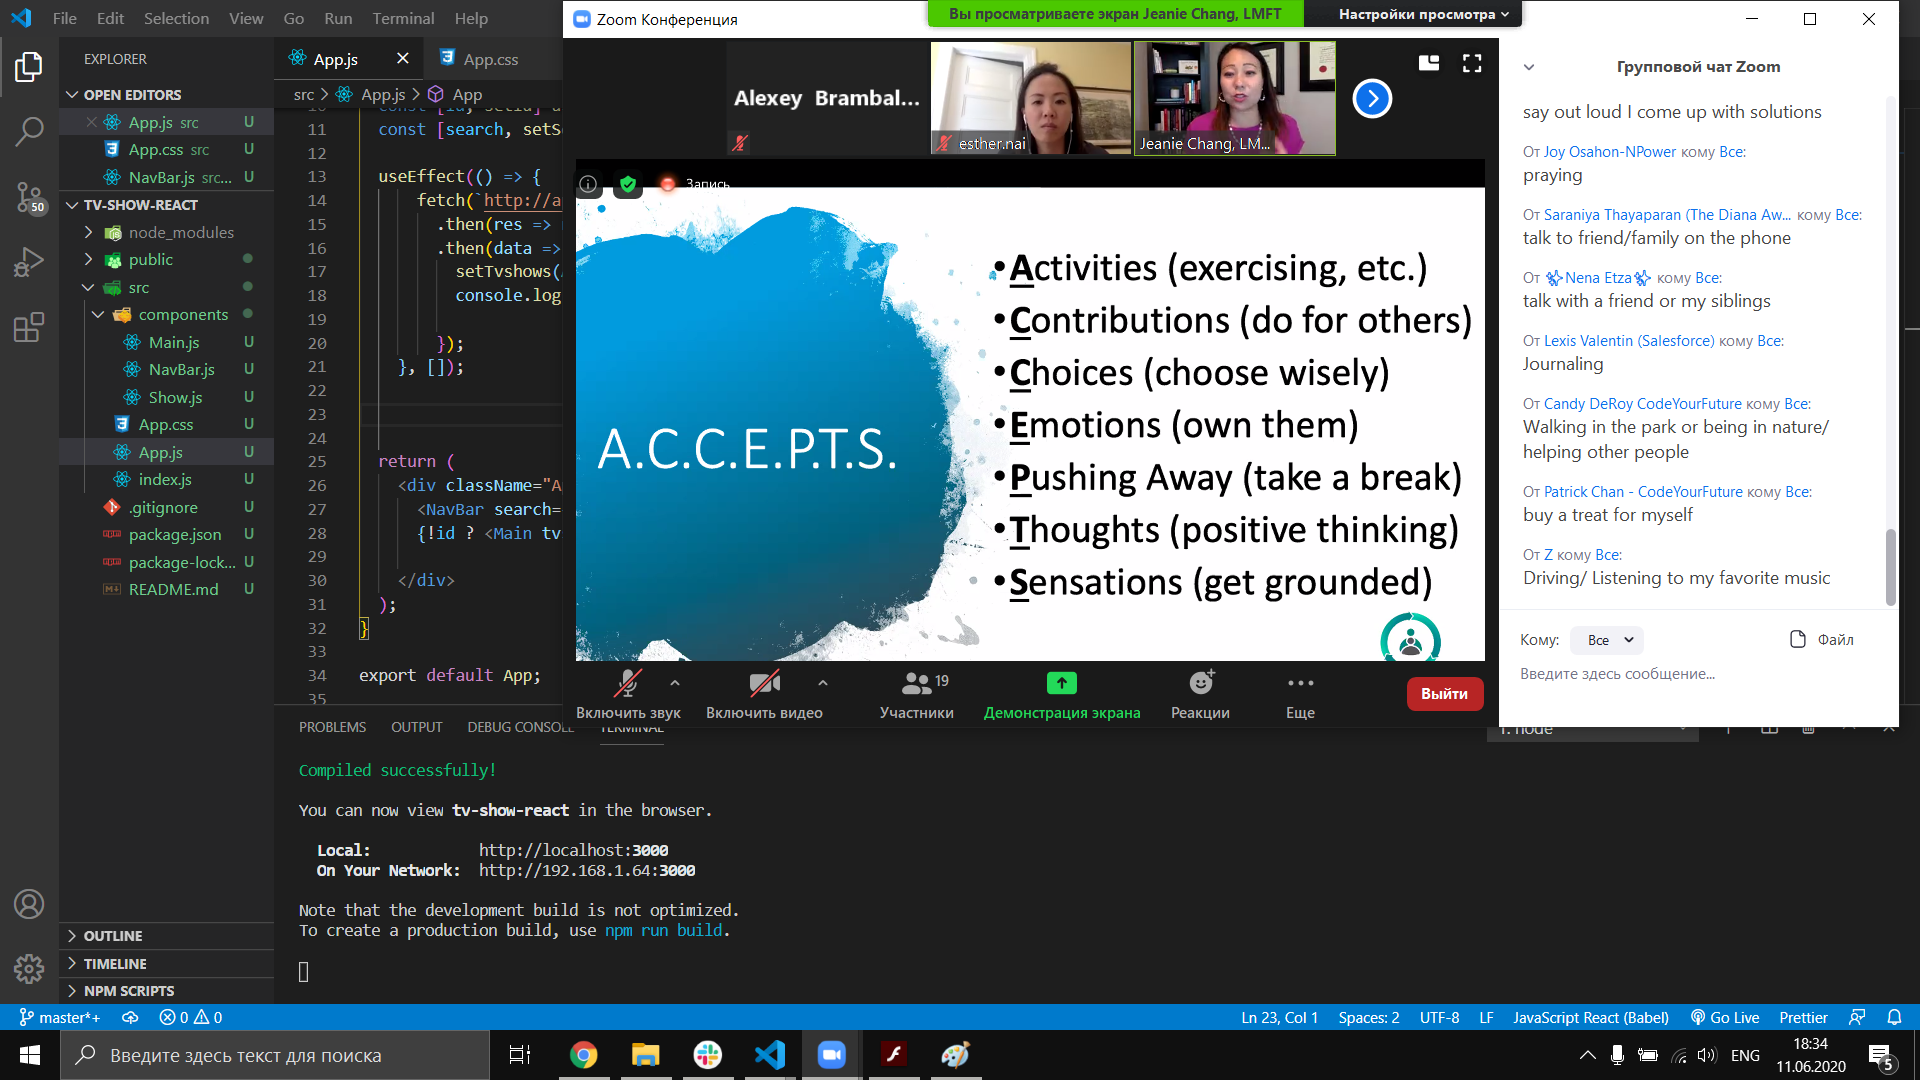 File Edit Selection View Go Run Terminal Help
EXPLORER
OPEN EDITORS
App.js src U
App.css src U
NavBar.js src... U
TV-SHOW-REACT
node_modules
public
src
components
Main.js U
NavBar.js U
Show.js U
App.css U
App.js U
index.js U
.gitignore U
package.json U
package-lock... U
README.md U
OUTLINE
TIMELINE
NPM SCRIPTS
App.js
App.css
src > App.js > App
11 const [search,
12
13 useEffect(() => {
14 fetch(`http://a
15 .then(res =>
16 .then(data =>
17 setTvshows(
18 console.log
19
20 });
21 }, []);
22
23
24
25 return (
26 <div className="A
27 <NavBar search=
28 {!id ? <Main tv
29
30 </div>
31 );
32 }
33
34 export default App;
35
PROBLEMS OUTPUT DEBUG CONSOLE TERMINAL
1: node
Compiled successfully!
You can now view tv-show-react in the browser.
Local: http://localhost:3000
On Your Network: http://192.168.1.64:3000
Note that the development build is not optimized.
To create a production build, use npm run build.
Zoom Конференция
Вы просматриваете экран Jeanie Chang, LMFT
Настройки просмотра
Alexey Brambal...
esther.nai
Jeanie Chang, LM...
Запись
A.C.C.E.P.T.S.
•Activities (exercising, etc.)
•Contributions (do for others)
•Choices (choose wisely)
•Emotions (own them)
•Pushing Away (take a break)
•Thoughts (positive thinking)
•Sensations (get grounded)
Включить звук
Включить видео
19
Участники
Демонстрация экрана
Реакции
Еще
Выйти
Групповой чат Zoom
say out loud I come up with solutions
От Joy Osahon-NPower кому Все:
praying
От Saraniya Thayaparan (The Diana Aw... кому Все:
talk to friend/family on the phone
От Nena Etza кому Все:
talk with a friend or my siblings
От Lexis Valentin (Salesforce) кому Все:
Journaling
От Candy DeRoy CodeYourFuture кому Все:
Walking in the park or being in nature/
helping other people
От Patrick Chan - CodeYourFuture кому Все:
buy a treat for myself
От Z кому Все:
Driving/ Listening to my favorite music
Кому: Все Файл
Введите здесь сообщение...
50
master*+ 0 0
Ln 23, Col 1 Spaces: 2 UTF-8 LF JavaScript React (Babel) Go Live Prettier
Введите здесь текст для поиска
ENG
18:34
11.06.2020
5